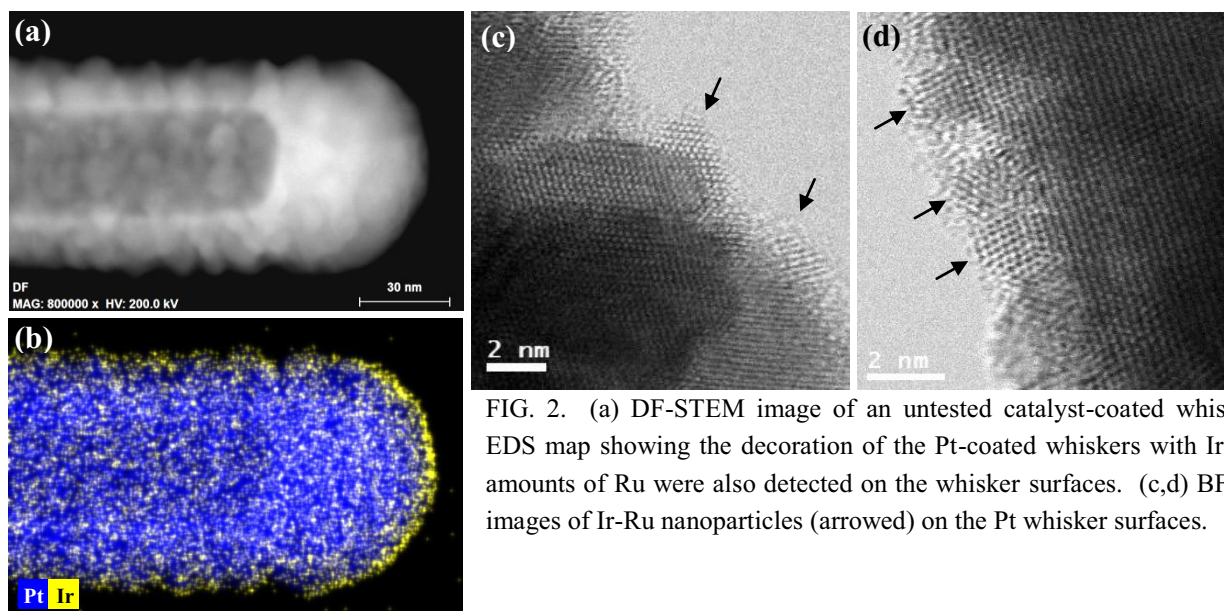 (a)
DF
MAG: 800000 x HV: 200.0 kV
30 nm
(b)
Pt Ir
(c)
2 nm
(d)
2 nm
FIG. 2. (a) DF-STEM image of an untested catalyst-coated whis
EDS map showing the decoration of the Pt-coated whiskers with Ir
amounts of Ru were also detected on the whisker surfaces. (c,d) BF
images of Ir-Ru nanoparticles (arrowed) on the Pt whisker surfaces.